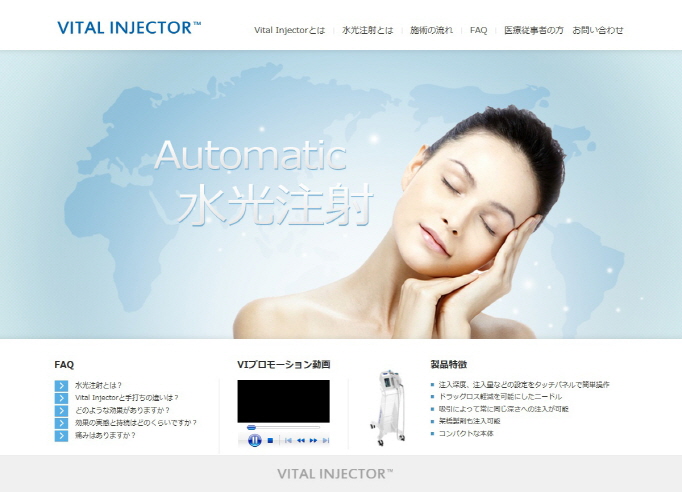 VITAL INJECTOR™
Vital Injectorとは | 水光注射とは | 施術の流れ | FAQ | 医療従事者の方 お問い合わせ
Automatic
水光注射
FAQ
水光注射とは？
Vital Injectorと手打ちの違いは？
どのような効果がありますか？
効果の実感と持続はどのくらいですか？
痛みはありますか？
VIプロモーション動画
製品特徴
注入深度、注入量などの設定をタッチパネルで簡単操作
ドラッグロス軽減を可能にしたニードル
吸引によって常に同じ深さへの注入が可能
架橋製剤も注入可能
コンパクトな本体
VITAL INJECTOR™